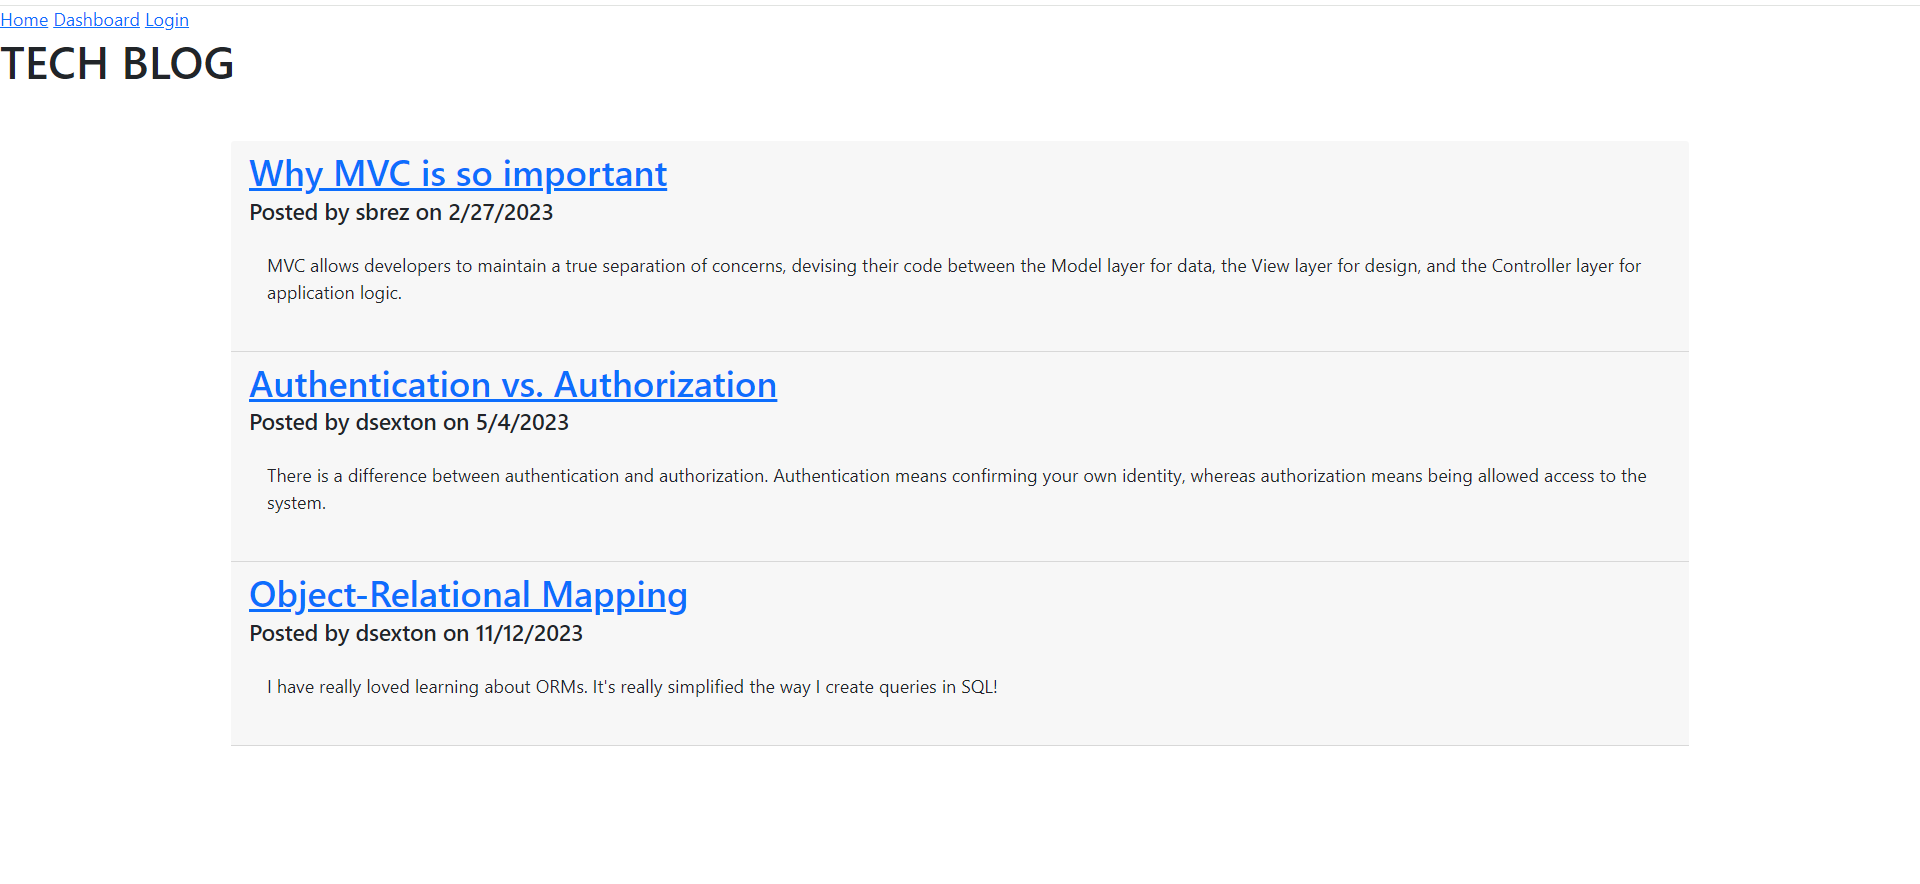 Home Dashboard Login
TECH BLOG
Why MVC is so important
Posted by sbrez on 2/27/2023
MVC allows developers to maintain a true separation of concerns, devising their code between the Model layer for data, the View layer for design, and the Controller layer for
application logic.
Authentication vs. Authorization
Posted by dsexton on 5/4/2023
There is a difference between authentication and authorization. Authentication means confirming your own identity, whereas authorization means being allowed access to the
system.
Object-Relational Mapping
Posted by dsexton on 11/12/2023
I have really loved learning about ORMs. It's really simplified the way I create queries in SQL!